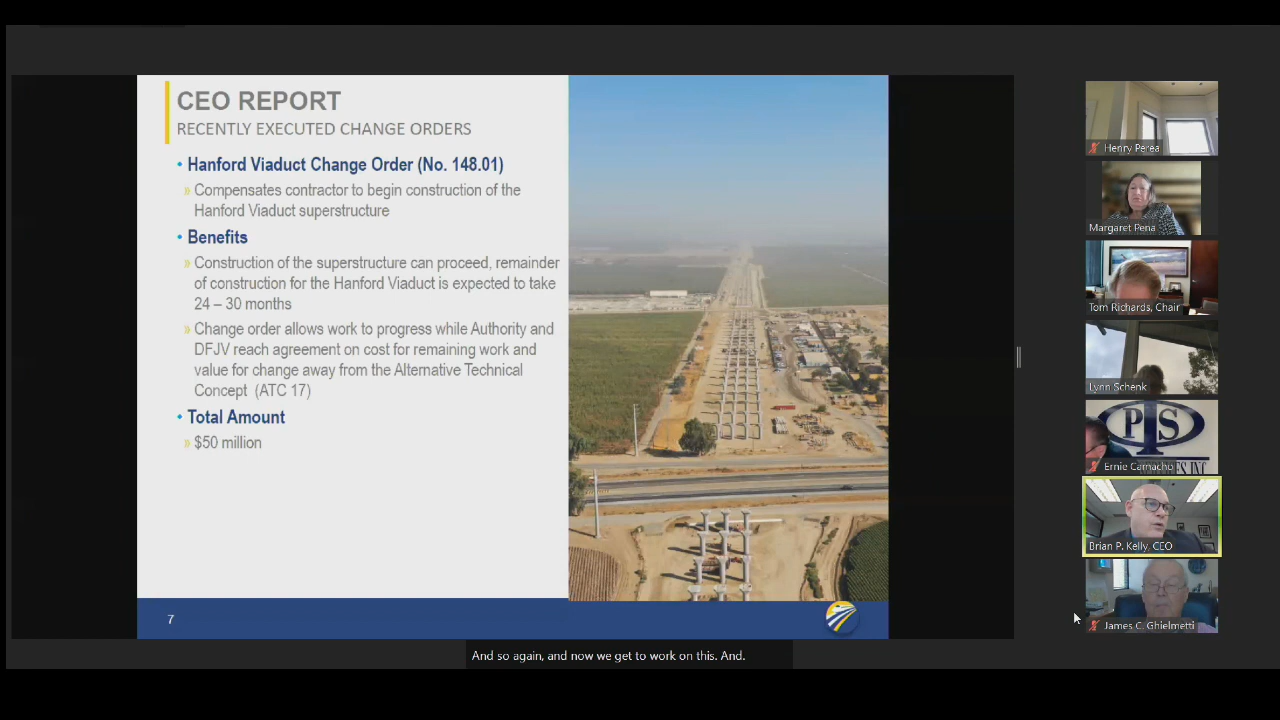 CEO REPORT
RECENTLY EXECUTED CHANGE ORDERS
• Hanford Viaduct Change Order (No. 148.01)
» Compensates contractor to begin construction of the
Hanford Viaduct superstructure
• Benefits
» Construction of the superstructure can proceed, remainder
of construction for the Hanford Viaduct is expected to take
24 – 30 months
» Change order allows work to progress while Authority and
DFJV reach agreement on cost for remaining work and
value for change away from the Alternative Technical
Concept (ATC 17)
• Total Amount
» $50 million
7
Henry Perea
Margaret Pena
Tom Richards, Chair
Lynn Schenk
PTS
Ernie Camacho
INC
Brian P. Kelly, CEO
James C. Ghielmetti
And so again, and now we get to work on this. And.